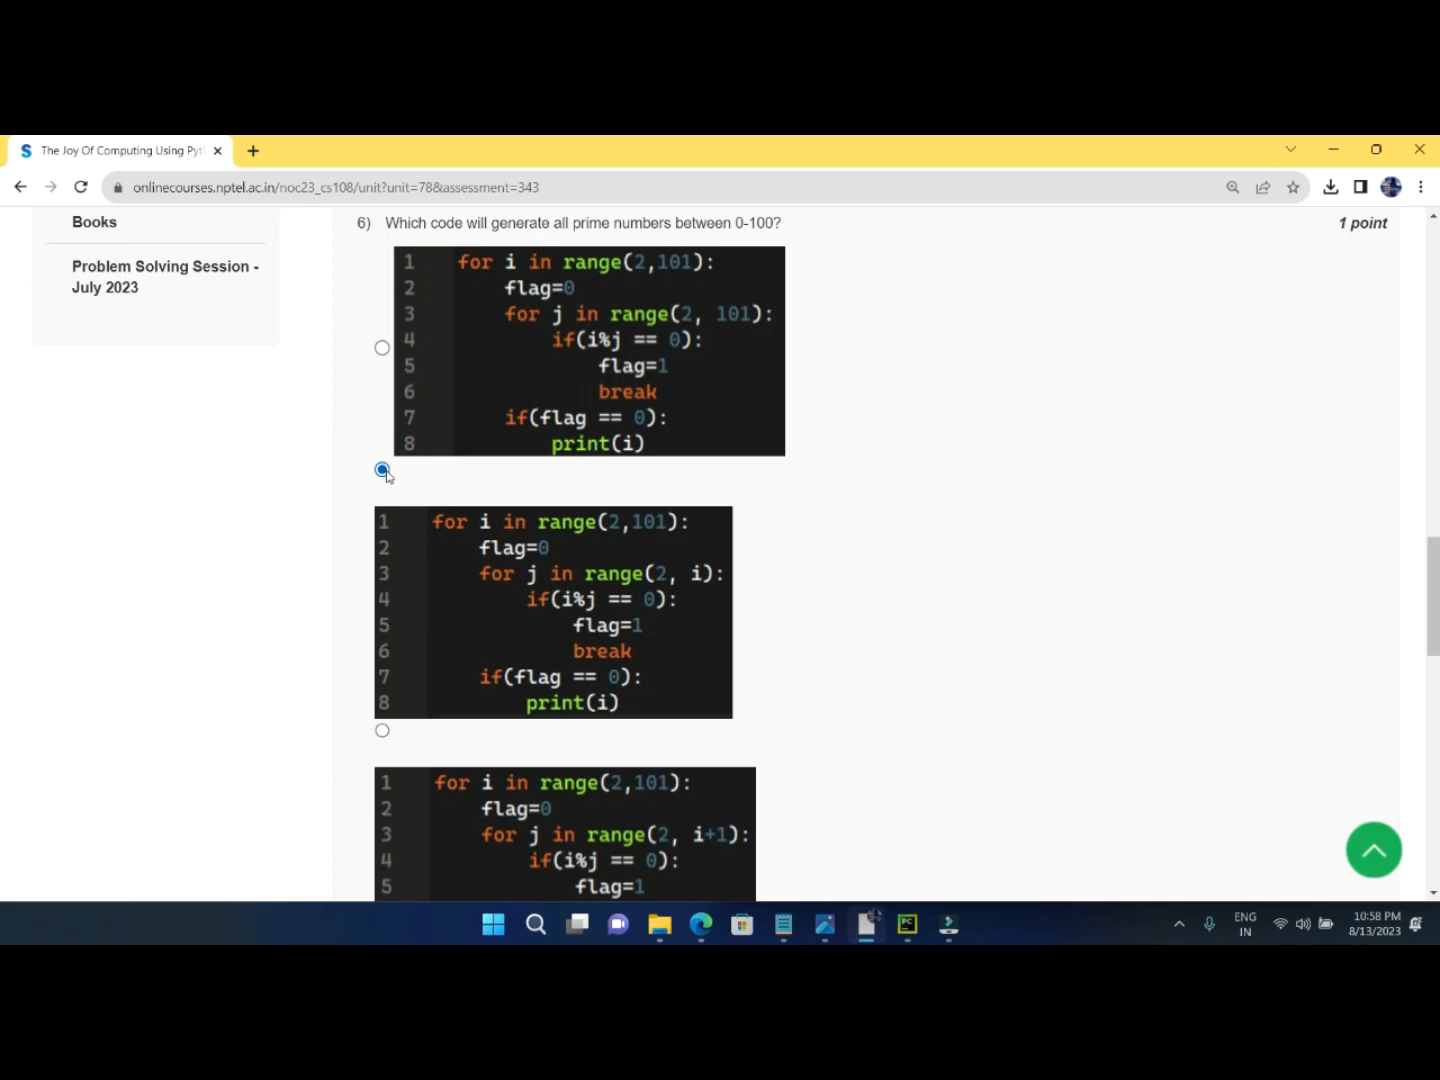 The Joy Of Computing Using Pyt
onlinecourses.nptel.ac.in/noc23_cs108/unit?unit=78&assessment=343
Books
Problem Solving Session -
July 2023
6) Which code will generate all prime numbers between 0-100?
1 point
1 for i in range(2,101):
2 flag=0
3 for j in range(2, 101):
4 if(i%j == 0):
5 flag=1
6 break
7 if(flag == 0):
8 print(i)
1 for i in range(2,101):
2 flag=0
3 for j in range(2, i):
4 if(i%j == 0):
5 flag=1
6 break
7 if(flag == 0):
8 print(i)
1 for i in range(2,101):
2 flag=0
3 for j in range(2, i+1):
4 if(i%j == 0):
5 flag=1
ENG
IN
10:58 PM
8/13/2023